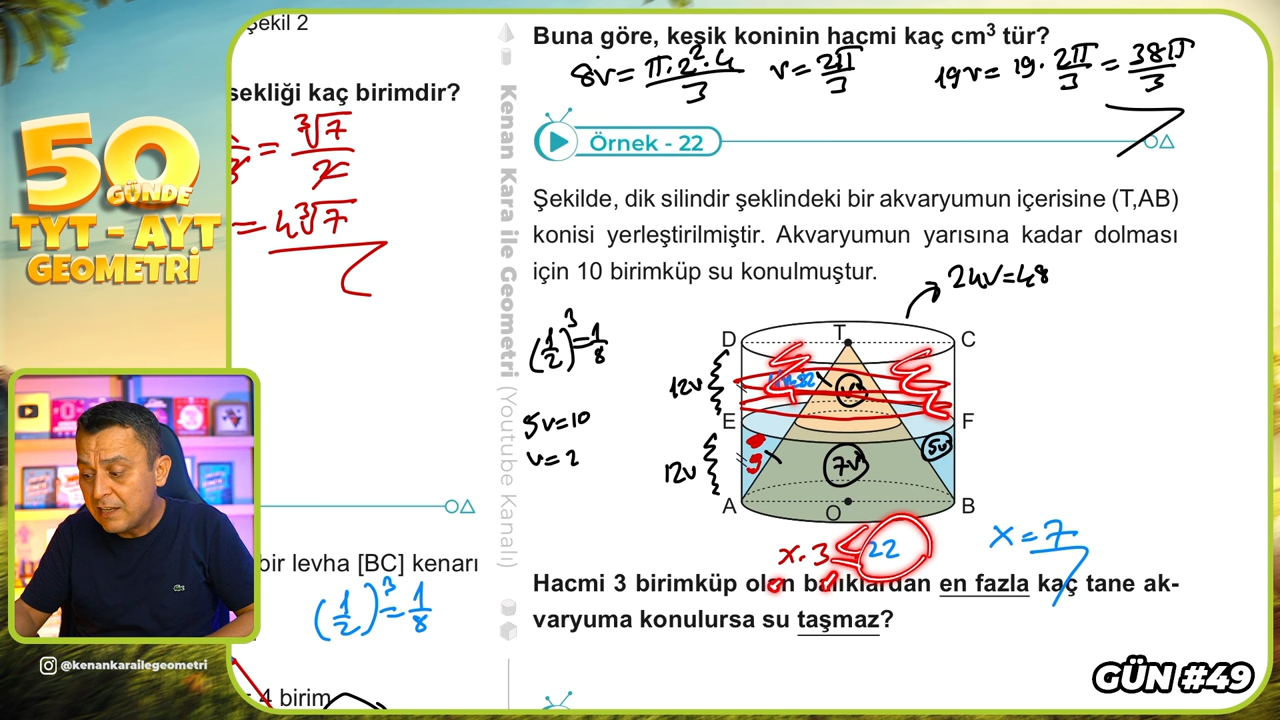 50
GÜNDE
TYT - AYT
GEOMETRİ
Şekil 2
sekliği kaç birimdir?
= ∛7
= 4∛7
bir levha [BC] kenarı
(1/2)³ = 1/8
4 birim
Kenan Kara ile Geometri (Youtube Kanalı)
Buna göre, kesik koninin hacmi kaç cm³ tür?
8v = π·2²·4/3 v = 2π/3 19v = 19·2π/3 = 38π/3
Örnek - 22
Şekilde, dik silindir şeklindeki bir akvaryumun içerisine (T,AB)
konisi yerleştirilmiştir. Akvaryumun yarısına kadar dolması
için 10 birimküp su konulmuştur.
24v=48
(1/2)³ = 1/8
5v=10
v=2
D T C
12v
E F
7v 5v
12v
A O B
x·3 ≤ 22
x=7
Hacmi 3 birimküp olan balıklardan en fazla kaç tane ak-
varyuma konulursa su taşmaz?
@kenankarailegeometri
GÜN #49